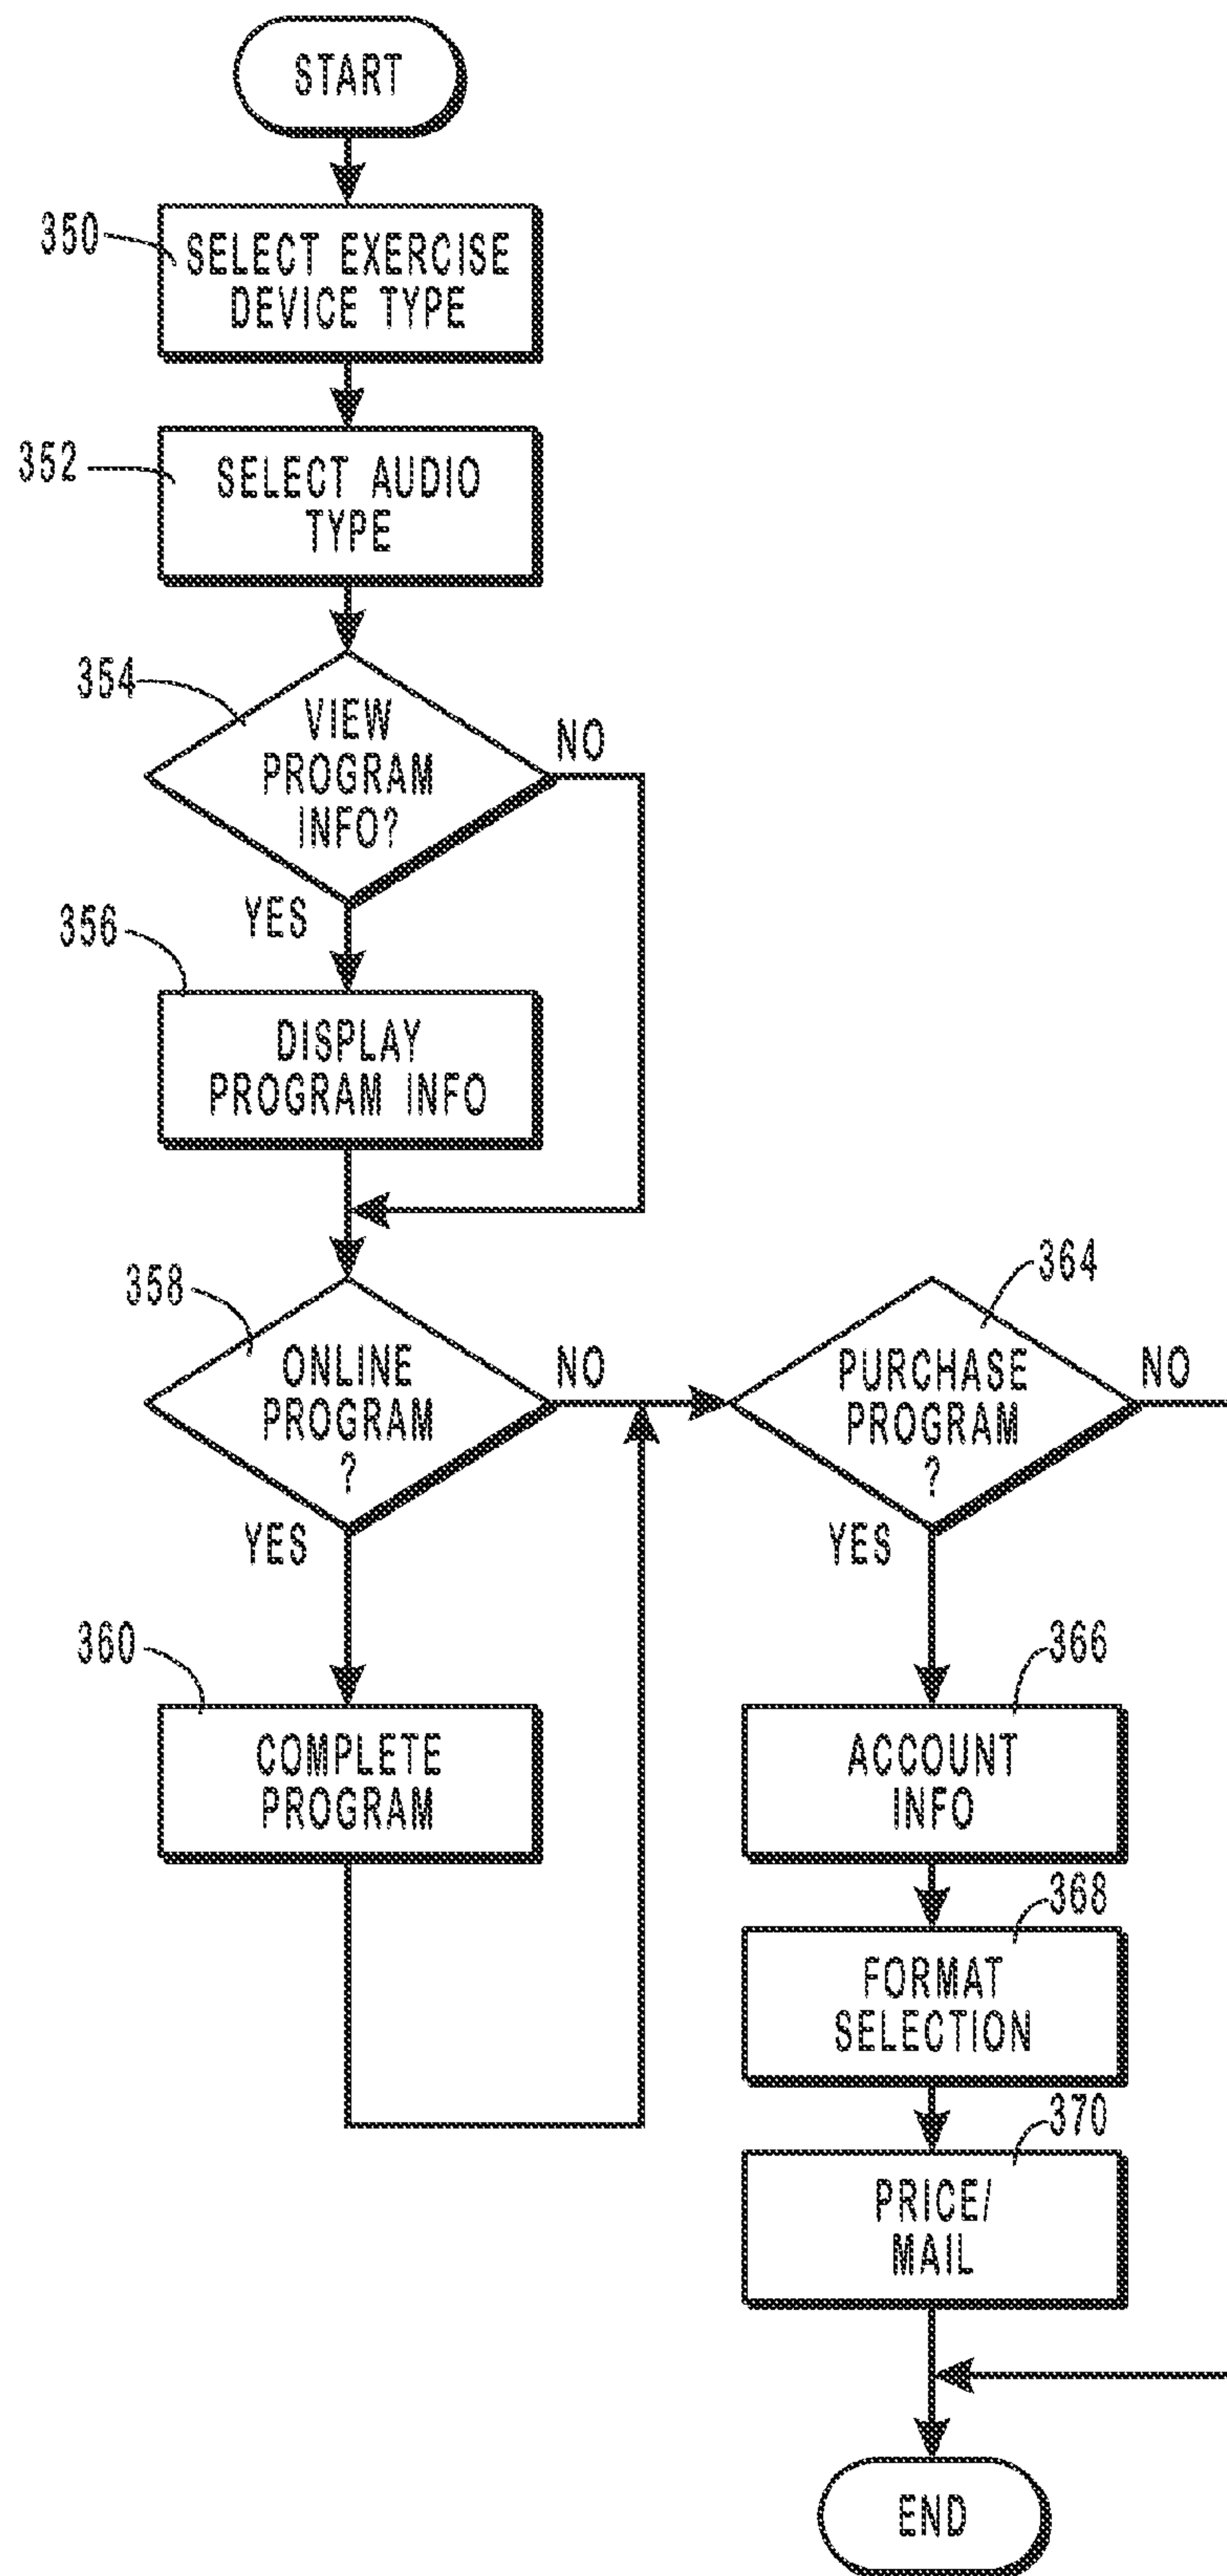 START
350
SELECT EXERCISE
DEVICE TYPE
352
SELECT AUDIO
TYPE
354
VIEW
PROGRAM
INFO?
NO
YES
356
DISPLAY
PROGRAM INFO
358
ONLINE
PROGRAM
?
NO
YES
360
COMPLETE
PROGRAM
364
PURCHASE
PROGRAM
?
NO
YES
366
ACCOUNT
INFO
368
FORMAT
SELECTION
370
PRICE/
MAIL
END